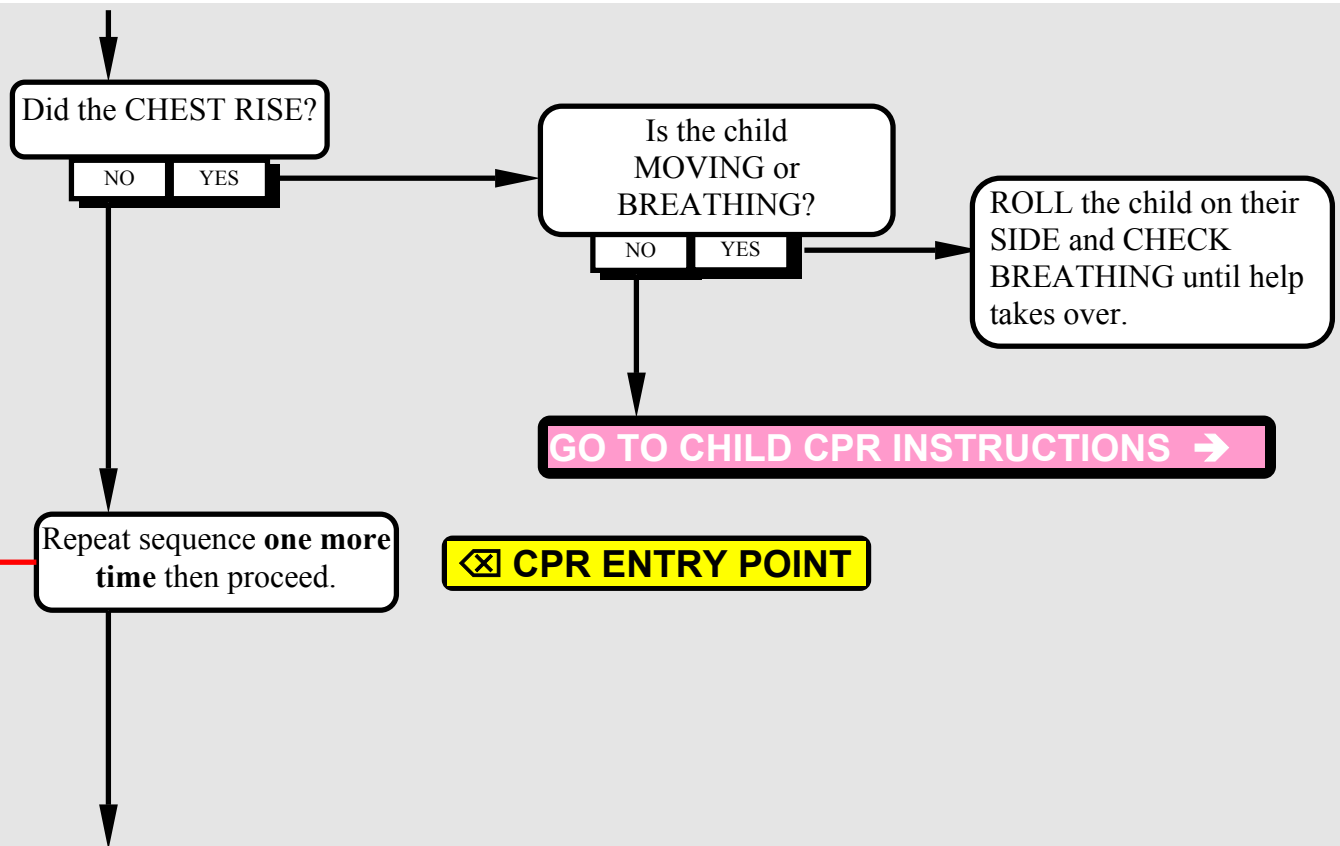 Did the CHEST RISE?
NO YES
Is the child
MOVING or
BREATHING?
NO YES
ROLL the child on their
SIDE and CHECK
BREATHING until help
takes over.
GO TO CHILD CPR INSTRUCTIONS ➔
Repeat sequence one more
time then proceed.
⌫ CPR ENTRY POINT